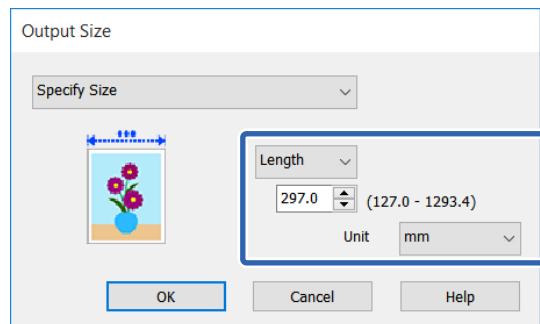 Output Size
Specify Size
Length
297.0 (127.0 - 1293.4)
Unit mm
OK Cancel Help